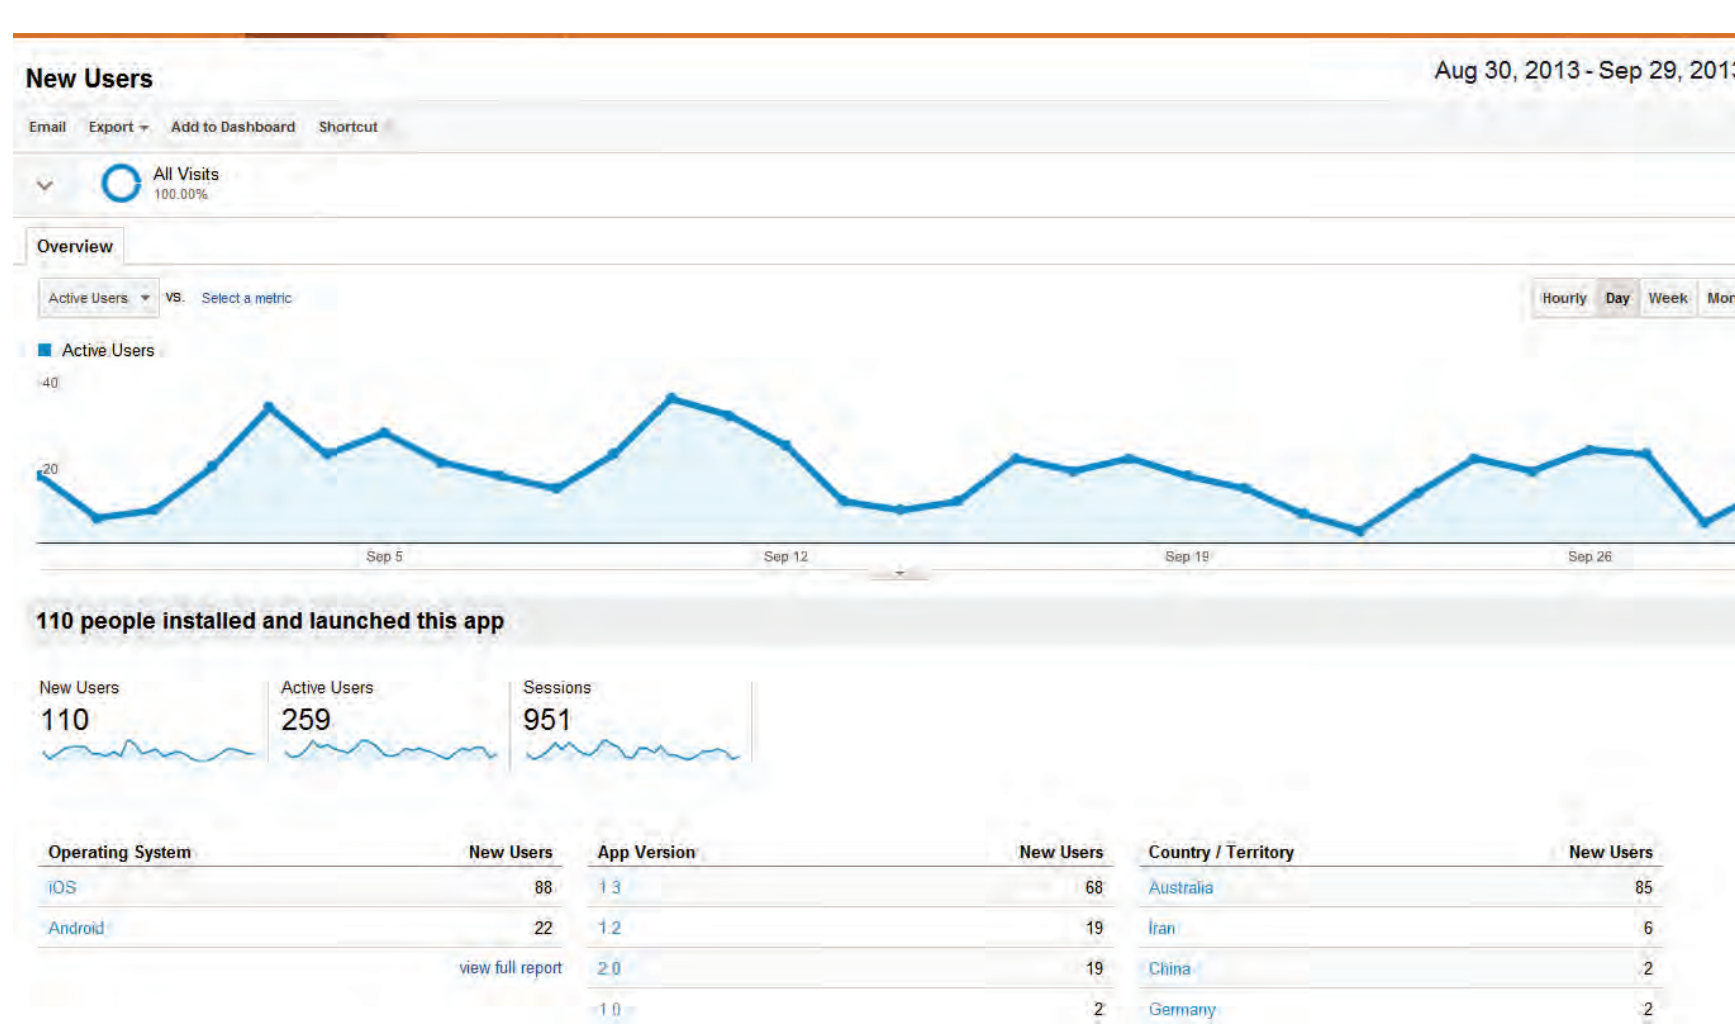 New Users
Aug 30, 2013 - Sep 29, 2013
Email Export Add to Dashboard Shortcut
All Visits
100.00%
Overview
Active Users VS. Select a metric
Hourly Day Week Mon
Active Users
40
20
Sep 5 Sep 12 Sep 19 Sep 26
110 people installed and launched this app
New Users Active Users Sessions
110 259 951
Operating System New Users App Version New Users Country / Territory New Users
iOS 88 1.3 68 Australia 85
Android 22 1.2 19 Iran 6
view full report 2.0 19 China 2
1.0 2 Germany 2